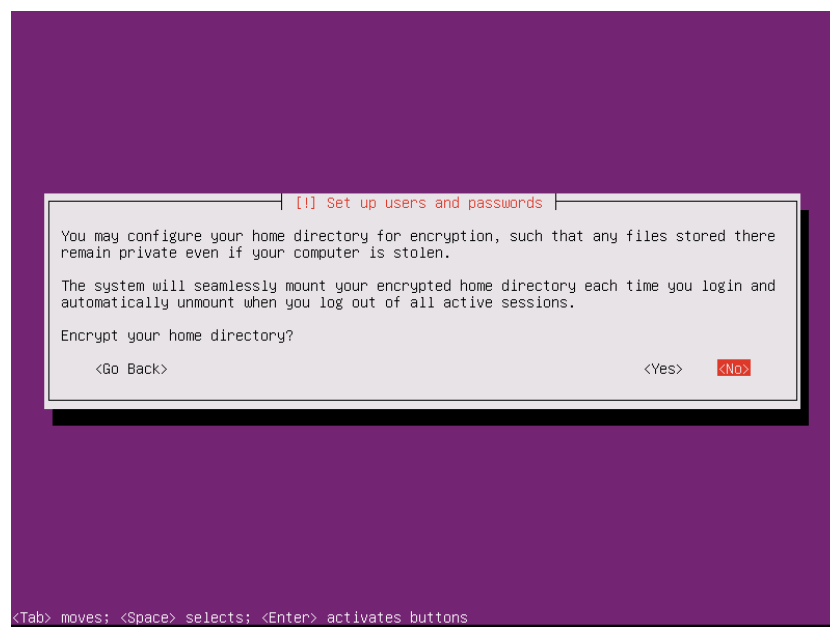 [!] Set up users and passwords
You may configure your home directory for encryption, such that any files stored there
remain private even if your computer is stolen.
The system will seamlessly mount your encrypted home directory each time you login and
automatically unmount when you log out of all active sessions.
Encrypt your home directory?
<Go Back> <Yes> <No>
<Tab> moves; <Space> selects; <Enter> activates buttons